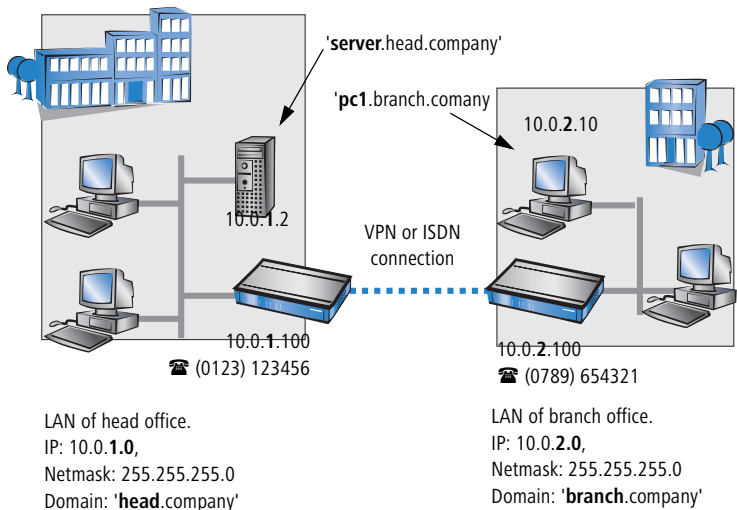 'server.head.company'
'pc1.branch.comany
10.0.2.10
10.0.1.2
VPN or ISDN
connection
10.0.1.100
☎ (0123) 123456
10.0.2.100
☎ (0789) 654321
LAN of head office.
IP: 10.0.1.0,
Netmask: 255.255.255.0
Domain: 'head.company'
LAN of branch office.
IP: 10.0.2.0,
Netmask: 255.255.255.0
Domain: 'branch.company'